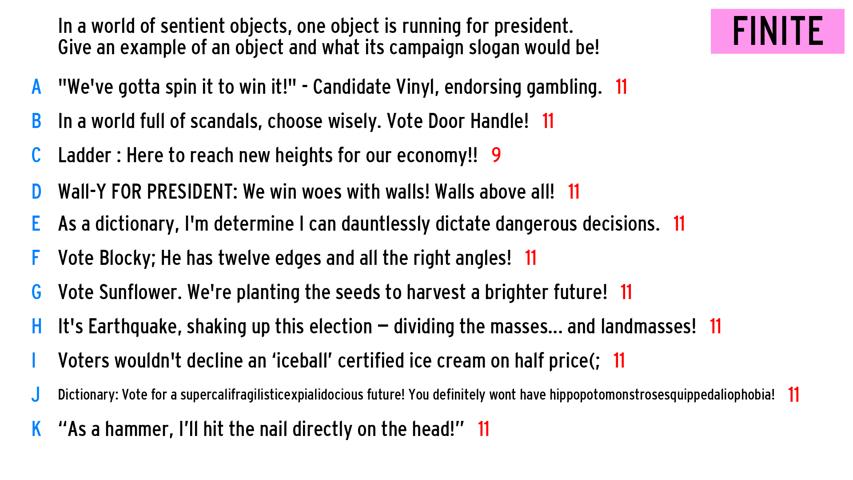 In a world of sentient objects, one object is running for president.
Give an example of an object and what its campaign slogan would be!
FINITE
A "We've gotta spin it to win it!" - Candidate Vinyl, endorsing gambling. 11
B In a world full of scandals, choose wisely. Vote Door Handle! 11
C Ladder : Here to reach new heights for our economy!! 9
D Wall-Y FOR PRESIDENT: We win woes with walls! Walls above all! 11
E As a dictionary, I'm determine I can dauntlessly dictate dangerous decisions. 11
F Vote Blocky; He has twelve edges and all the right angles! 11
G Vote Sunflower. We're planting the seeds to harvest a brighter future! 11
H It's Earthquake, shaking up this election – dividing the masses... and landmasses! 11
I Voters wouldn't decline an ‘iceball’ certified ice cream on half price(; 11
J Dictionary: Vote for a supercalifragilisticexpialidocious future! You definitely wont have hippopotomonstrosesquippedaliophobia! 11
K “As a hammer, I’ll hit the nail directly on the head!” 11